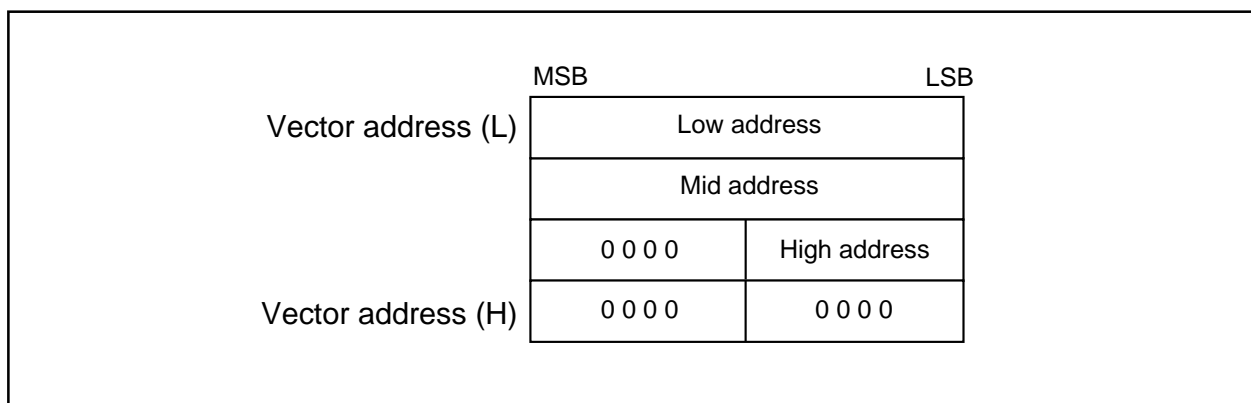 MSB LSB
Vector address (L) Low address
Mid address
0 0 0 0 High address
Vector address (H) 0 0 0 0 0 0 0 0